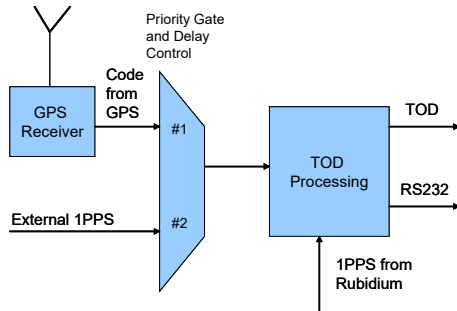 Priority Gate
and Delay
Control
Code
from
GPS
GPS
Receiver
#1
TOD
TOD
Processing
RS232
#2
External 1PPS
1PPS from
Rubidium